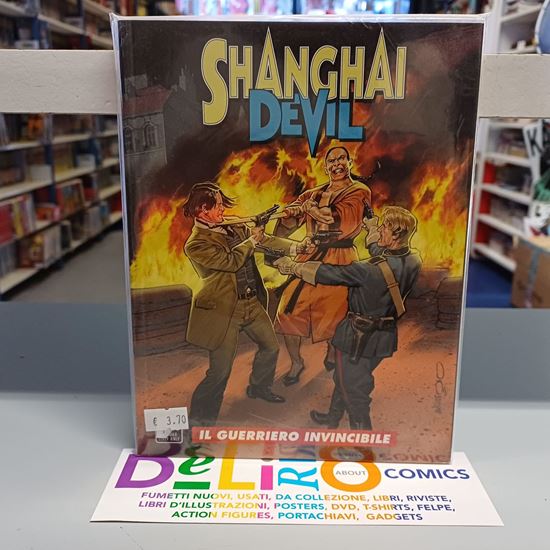 SHANGHAI
DEVIL
€ 3.70
IL GUERRIERO INVINCIBILE
DeLiRiO
ABOUT
COMICS
FUMETTI NUOVI, USATI, DA COLLEZIONE, LIBRI, RIVISTE,
LIBRI D'ILLUSTRAZIONI, POSTERS, DVD, T-SHIRTS, FELPE,
ACTION FIGURES, PORTACHIAVI, GADGETS